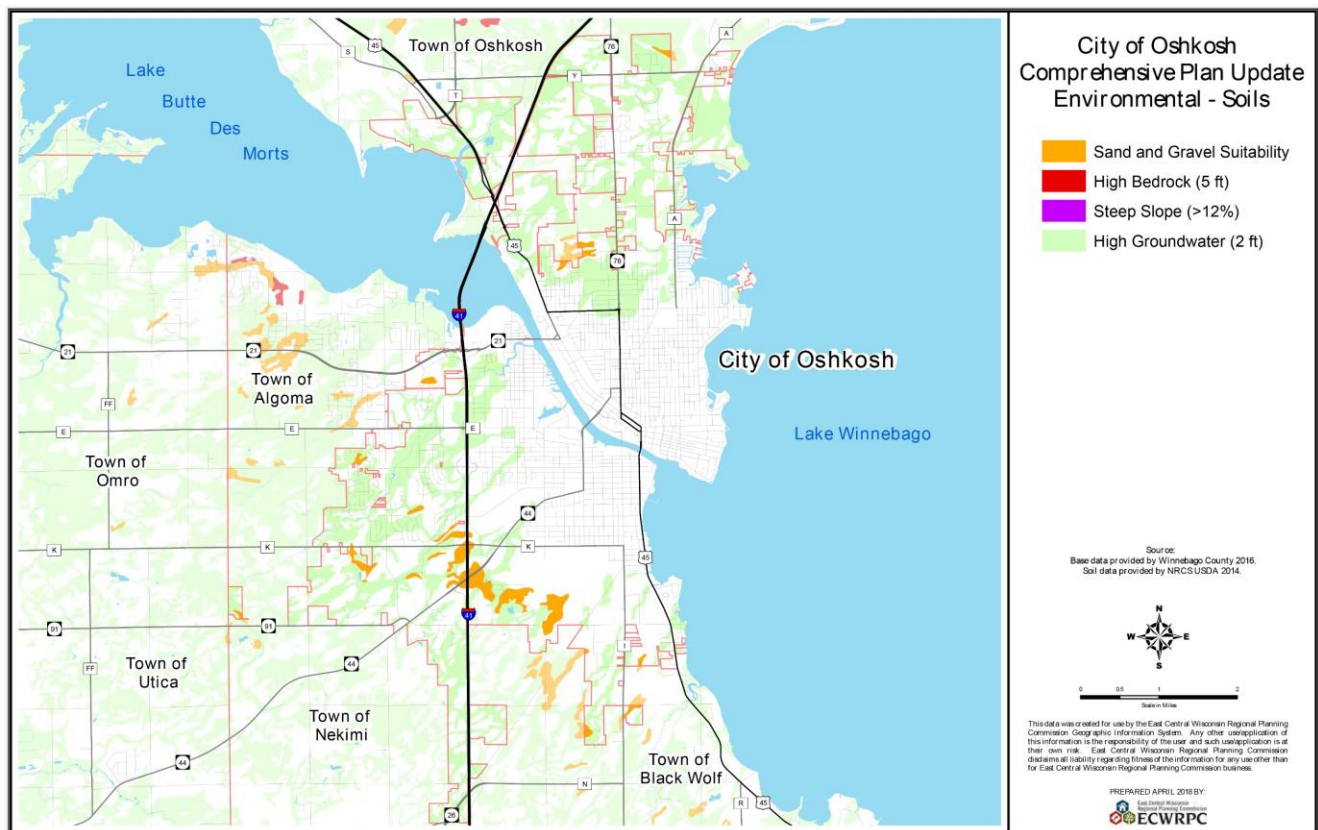 City of Oshkosh
Comprehensive Plan Update
Environmental - Soils
Sand and Gravel Suitability
High Bedrock (5 ft)
Steep Slope (>12%)
High Groundwater (2 ft)
45
S
Town of Oshkosh
76
A
Lake
Butte
Des
Morts
Y
T
A
45
76
41
21
21
21
City of Oshkosh
Town of
Algoma
FF
E
E
E
Lake Winnebago
Town of
Omro
44
K
K
K
45
41
91
91
44
I
FF
Town of
Utica
Town of
Nekimi
44
Town of
Black Wolf
N
R
45
26
Source:
Base data provided by Winnebago County 2016.
Soil data provided by NRCS USDA 2014.
N
W
E
S
0 0.5 1 2
Scale in Miles
This data was created for use by the East Central Wisconsin Regional Planning
Commission Geographic Information System. Any other use/application of
this information is the responsibility of the user and such use/application is at
their own risk. East Central Wisconsin Regional Planning Commission
disclaims all liability regarding fitness of the information for any use other than
for East Central Wisconsin Regional Planning Commission business.
PREPARED APRIL 2018 BY:
East Central Wisconsin
Regional Planning Commission
ECWRPC